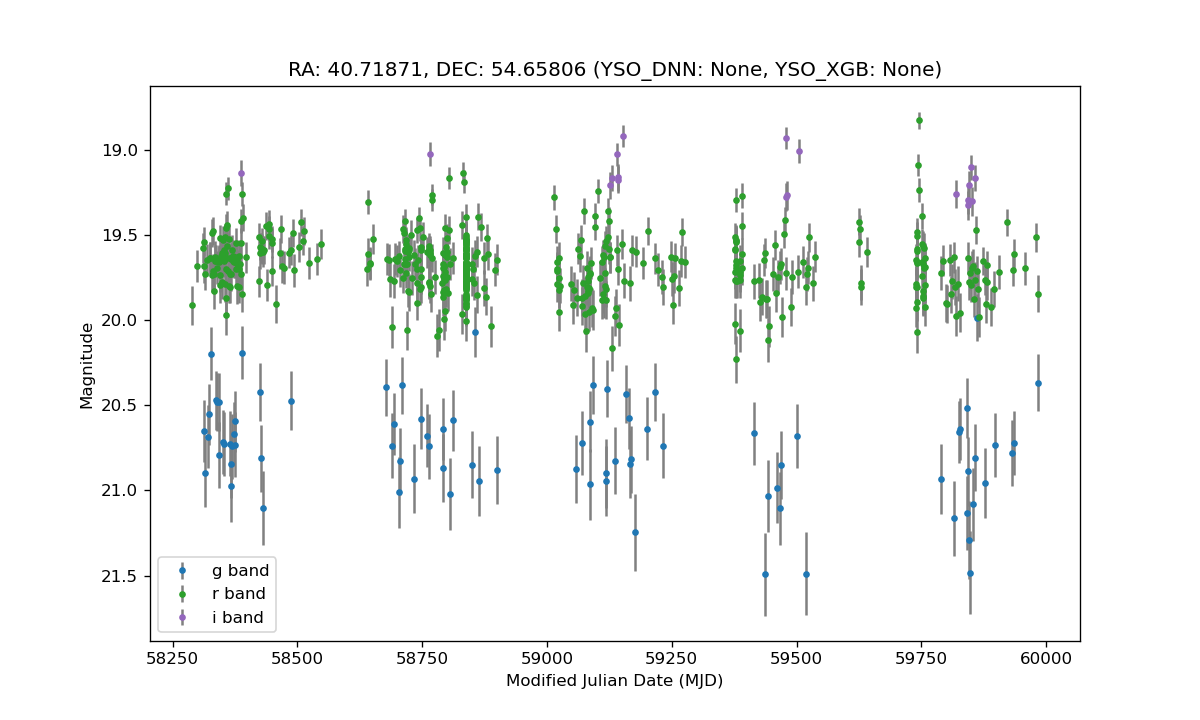 RA: 40.71871, DEC: 54.65806 (YSO_DNN: None, YSO_XGB: None)
19.0
19.5
20.0
20.5
21.0
21.5
Magnitude
g band
r band
i band
58250 58500 58750 59000 59250 59500 59750 60000
Modified Julian Date (MJD)